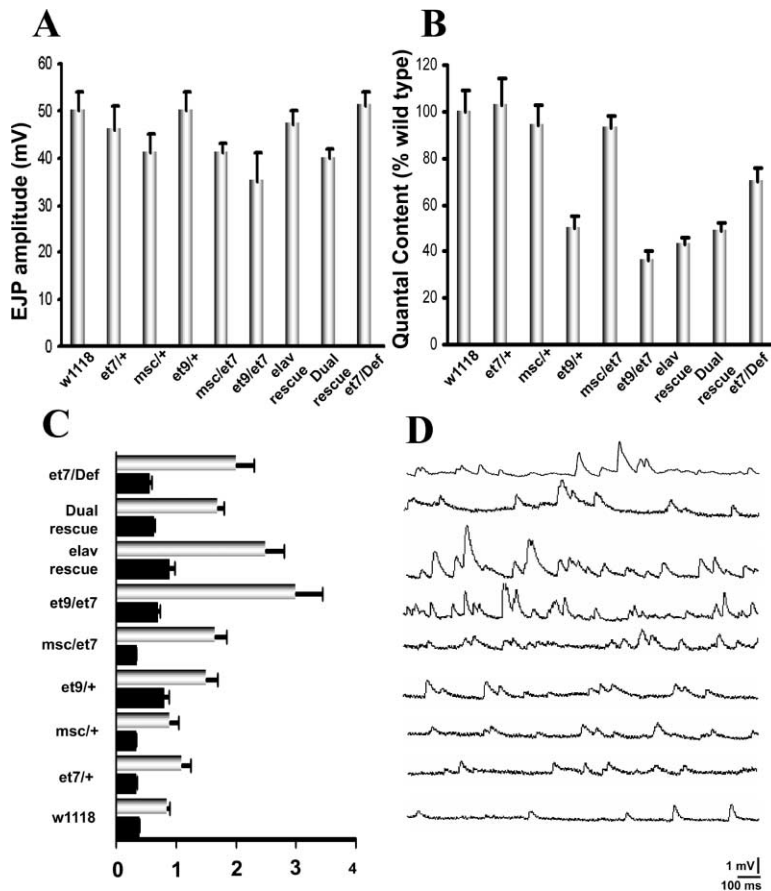 A
B
EJP amplitude (mV)
60
50
40
30
20
10
0
w1118
et7/+
msc/+
et9/+
msc/et7
et9/et7
elav
rescue
Dual
rescue
et7/Def
Quantal Content (% wild type)
120
100
80
60
40
20
0
w1118
et7/+
msc/+
et9/+
msc/et7
et9/et7
elav
rescue
Dual
rescue
et7/Def
C
D
et7/Def
Dual
rescue
elav
rescue
et9/et7
msc/et7
et9/+
msc/+
et7/+
w1118
0 1 2 3 4
1 mV
100 ms